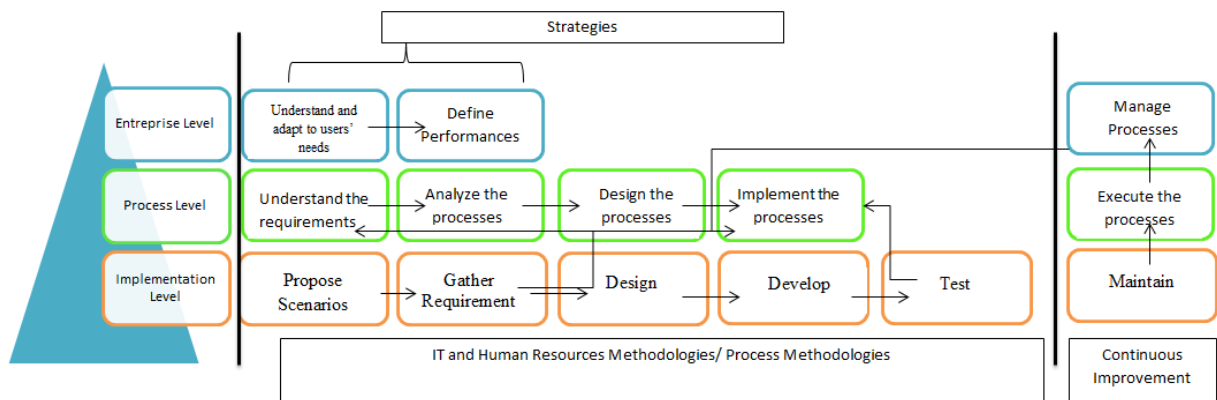 Strategies
Entreprise Level
Understand and
adapt to users'
needs
Define
Performances
Manage
Processes
Process Level
Understand the
requirements
Analyze the
processes
Design the
processes
Implement the
processes
Execute the
processes
Implementation
Level
Propose
Scenarios
Gather
Requirement
Design
Develop
Test
Maintain
IT and Human Resources Methodologies/ Process Methodologies
Continuous
Improvement